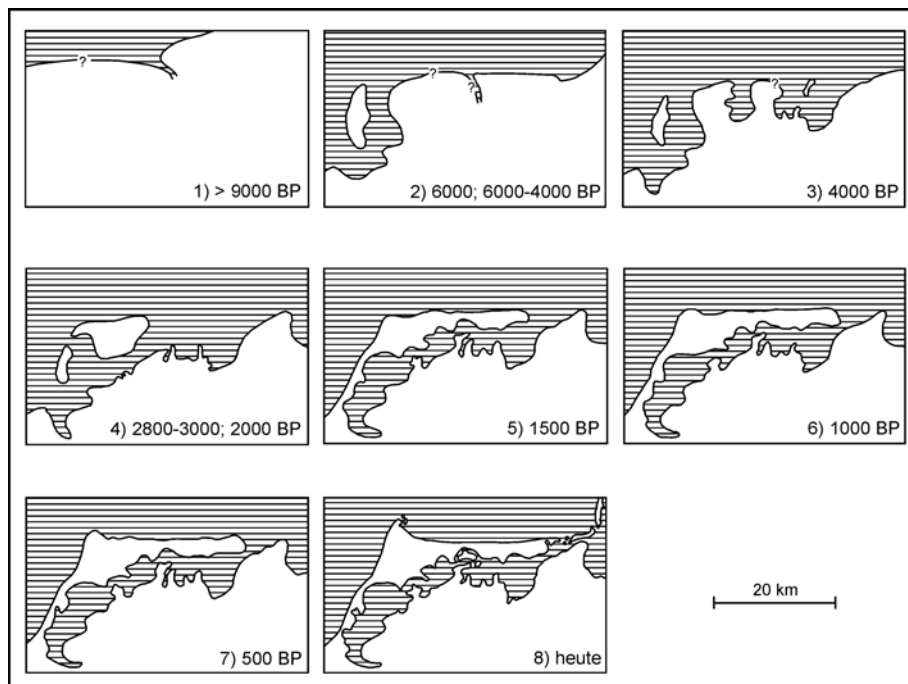 ?
1) > 9000 BP
?
?
2) 6000; 6000-4000 BP
?
3) 4000 BP
4) 2800-3000; 2000 BP
5) 1500 BP
6) 1000 BP
7) 500 BP
8) heute
20 km